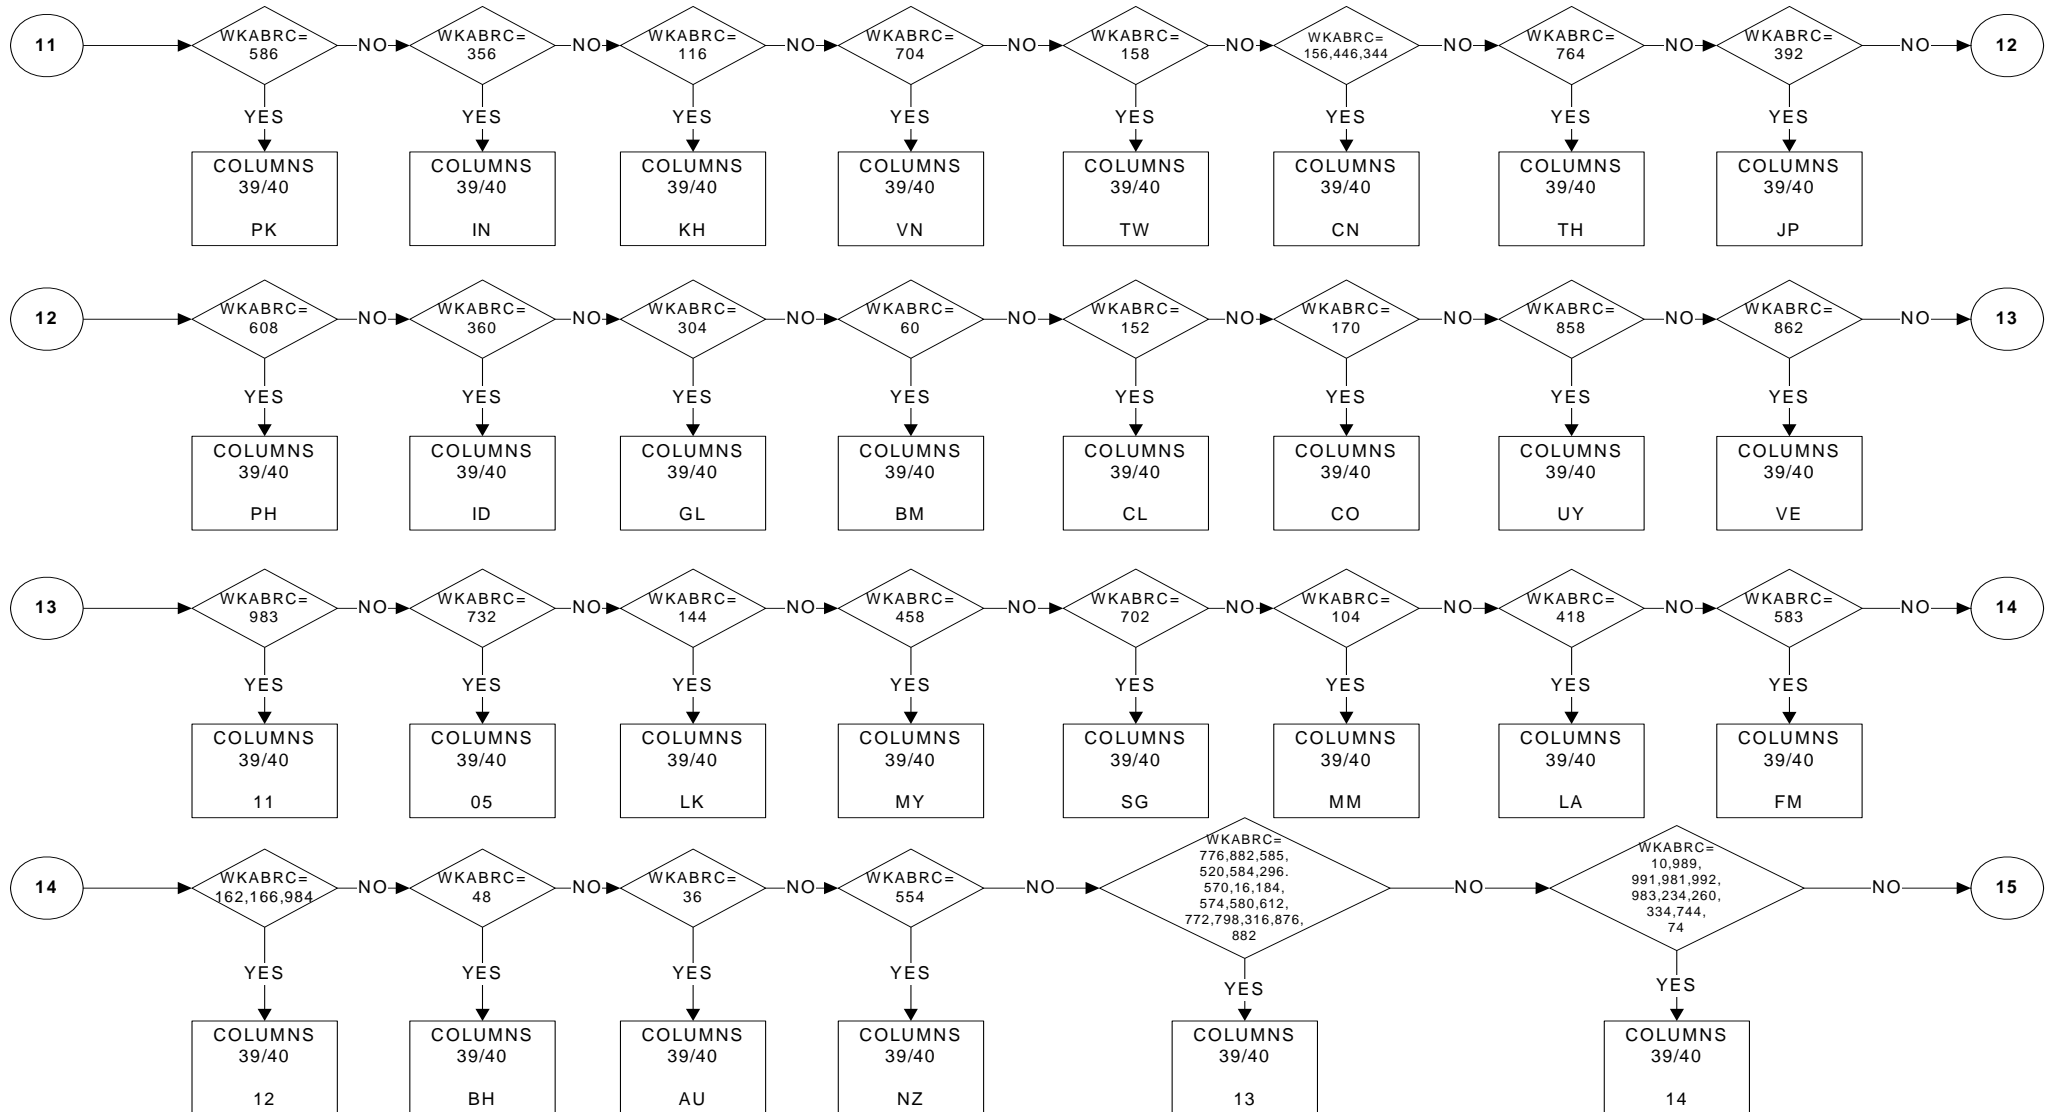 11
WKABRC=
586
NO
WKABRC=
356
NO
WKABRC=
116
NO
WKABRC=
704
NO
WKABRC=
158
NO
WKABRC=
156,446,344
NO
WKABRC=
764
NO
WKABRC=
392
NO
12
YES
YES
YES
YES
YES
YES
YES
YES
COLUMNS
39/40
PK
COLUMNS
39/40
IN
COLUMNS
39/40
KH
COLUMNS
39/40
VN
COLUMNS
39/40
TW
COLUMNS
39/40
CN
COLUMNS
39/40
TH
COLUMNS
39/40
JP
12
WKABRC=
608
NO
WKABRC=
360
NO
WKABRC=
304
NO
WKABRC=
60
NO
WKABRC=
152
NO
WKABRC=
170
NO
WKABRC=
858
NO
WKABRC=
862
NO
13
YES
YES
YES
YES
YES
YES
YES
YES
COLUMNS
39/40
PH
COLUMNS
39/40
ID
COLUMNS
39/40
GL
COLUMNS
39/40
BM
COLUMNS
39/40
CL
COLUMNS
39/40
CO
COLUMNS
39/40
UY
COLUMNS
39/40
VE
13
WKABRC=
983
NO
WKABRC=
732
NO
WKABRC=
144
NO
WKABRC=
458
NO
WKABRC=
702
NO
WKABRC=
104
NO
WKABRC=
418
NO
WKABRC=
583
NO
14
YES
YES
YES
YES
YES
YES
YES
YES
COLUMNS
39/40
11
COLUMNS
39/40
05
COLUMNS
39/40
LK
COLUMNS
39/40
MY
COLUMNS
39/40
SG
COLUMNS
39/40
MM
COLUMNS
39/40
LA
COLUMNS
39/40
FM
14
WKABRC=
162,166,984
NO
WKABRC=
48
NO
WKABRC=
36
NO
WKABRC=
554
NO
WKABRC=
776,882,585,
520,584,296.
570,16,184,
574,580,612,
772,798,316,876,
882
NO
WKABRC=
10,989,
991,981,992,
983,234,260,
334,744,
74
NO
15
YES
YES
YES
YES
YES
YES
COLUMNS
39/40
12
COLUMNS
39/40
BH
COLUMNS
39/40
AU
COLUMNS
39/40
NZ
COLUMNS
39/40
13
COLUMNS
39/40
14